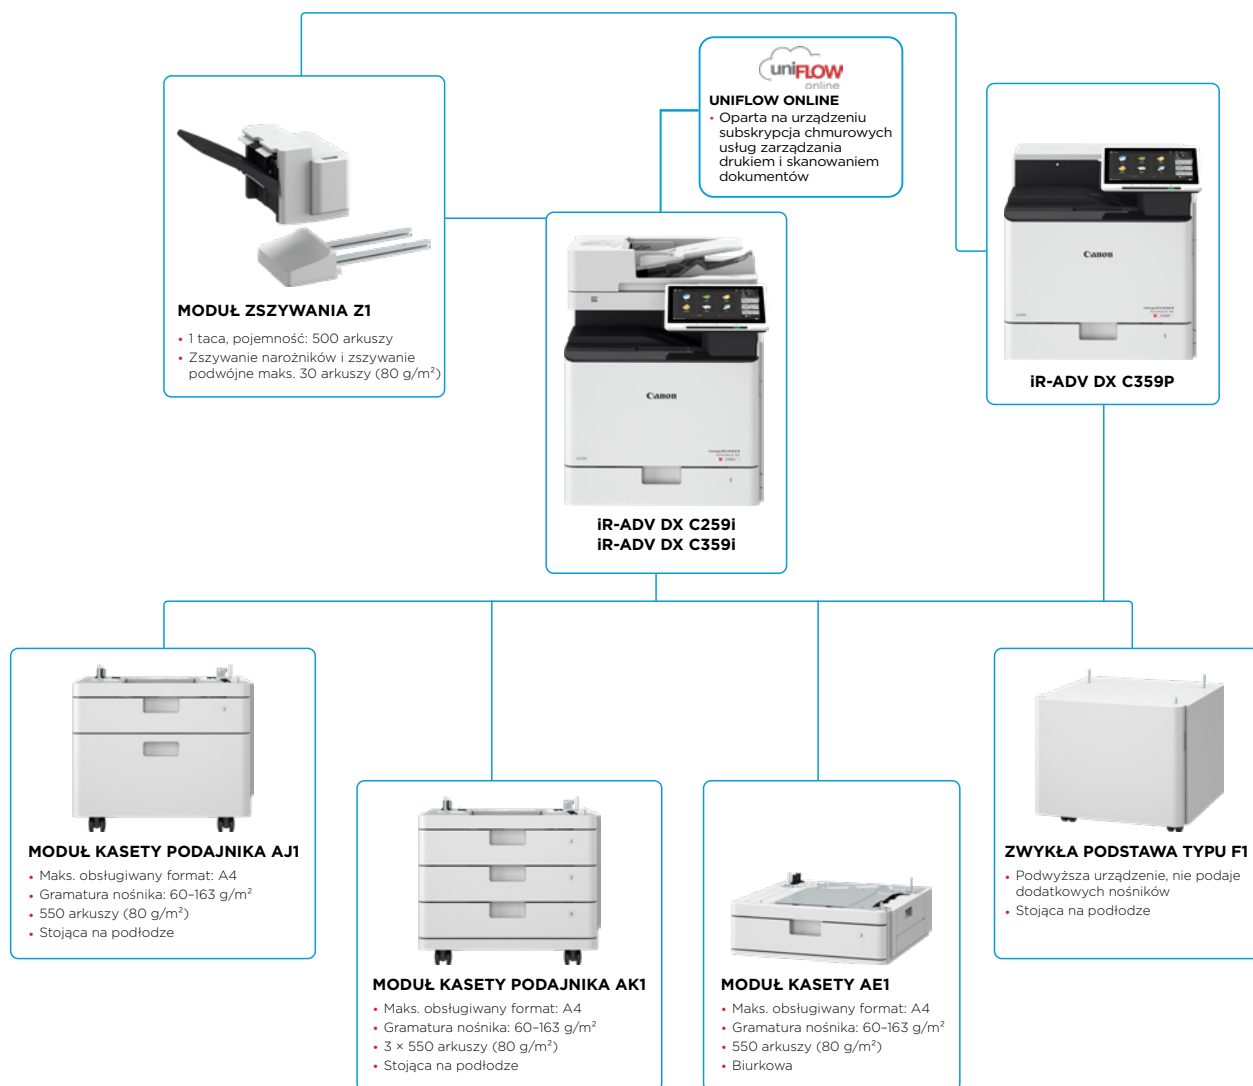 uniFLOW
online
UNIFLOW ONLINE
• Oparta na urządzeniu
subskrypcja chmurowych
usług zarządzania
drukiem i skanowaniem
dokumentów
MODUŁ ZSZYWANIA Z1
• 1 taca, pojemność: 500 arkuszy
• Zszywanie narożników i zszywanie
podwójne maks. 30 arkuszy (80 g/m²)
Canon
iR-ADV DX C259i
iR-ADV DX C359i
Canon
iR-ADV DX C359P
MODUŁ KASETY PODAJNIKA AJ1
• Maks. obsługiwany format: A4
• Gramatura nośnika: 60–163 g/m²
• 550 arkuszy (80 g/m²)
• Stojąca na podłodze
MODUŁ KASETY PODAJNIKA AK1
• Maks. obsługiwany format: A4
• Gramatura nośnika: 60–163 g/m²
• 3 × 550 arkuszy (80 g/m²)
• Stojąca na podłodze
MODUŁ KASETY AE1
• Maks. obsługiwany format: A4
• Gramatura nośnika: 60–163 g/m²
• 550 arkuszy (80 g/m²)
• Biurkowa
ZWYKŁA PODSTAWA TYPU F1
• Podwyższa urządzenie, nie podaje
dodatkowych nośników
• Stojąca na podłodze